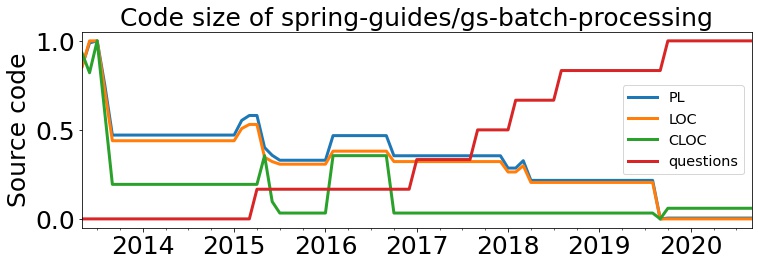 Code size of spring-guides/gs-batch-processing
Source code
1.0
0.5
0.0
PL
LOC
CLOC
questions
2014 2015 2016 2017 2018 2019 2020